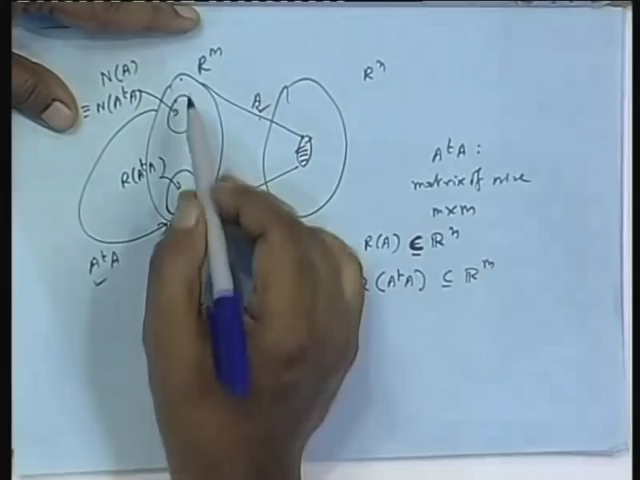 N(A)
≡ N(AᵗA)
Rᵐ
A
Rⁿ
R(AᵗA)
AᵗA
AᵗA :
matrix of size
m×m
R(A) ⊆ ℝⁿ
(AᵗA) ⊆ ℝᵐ